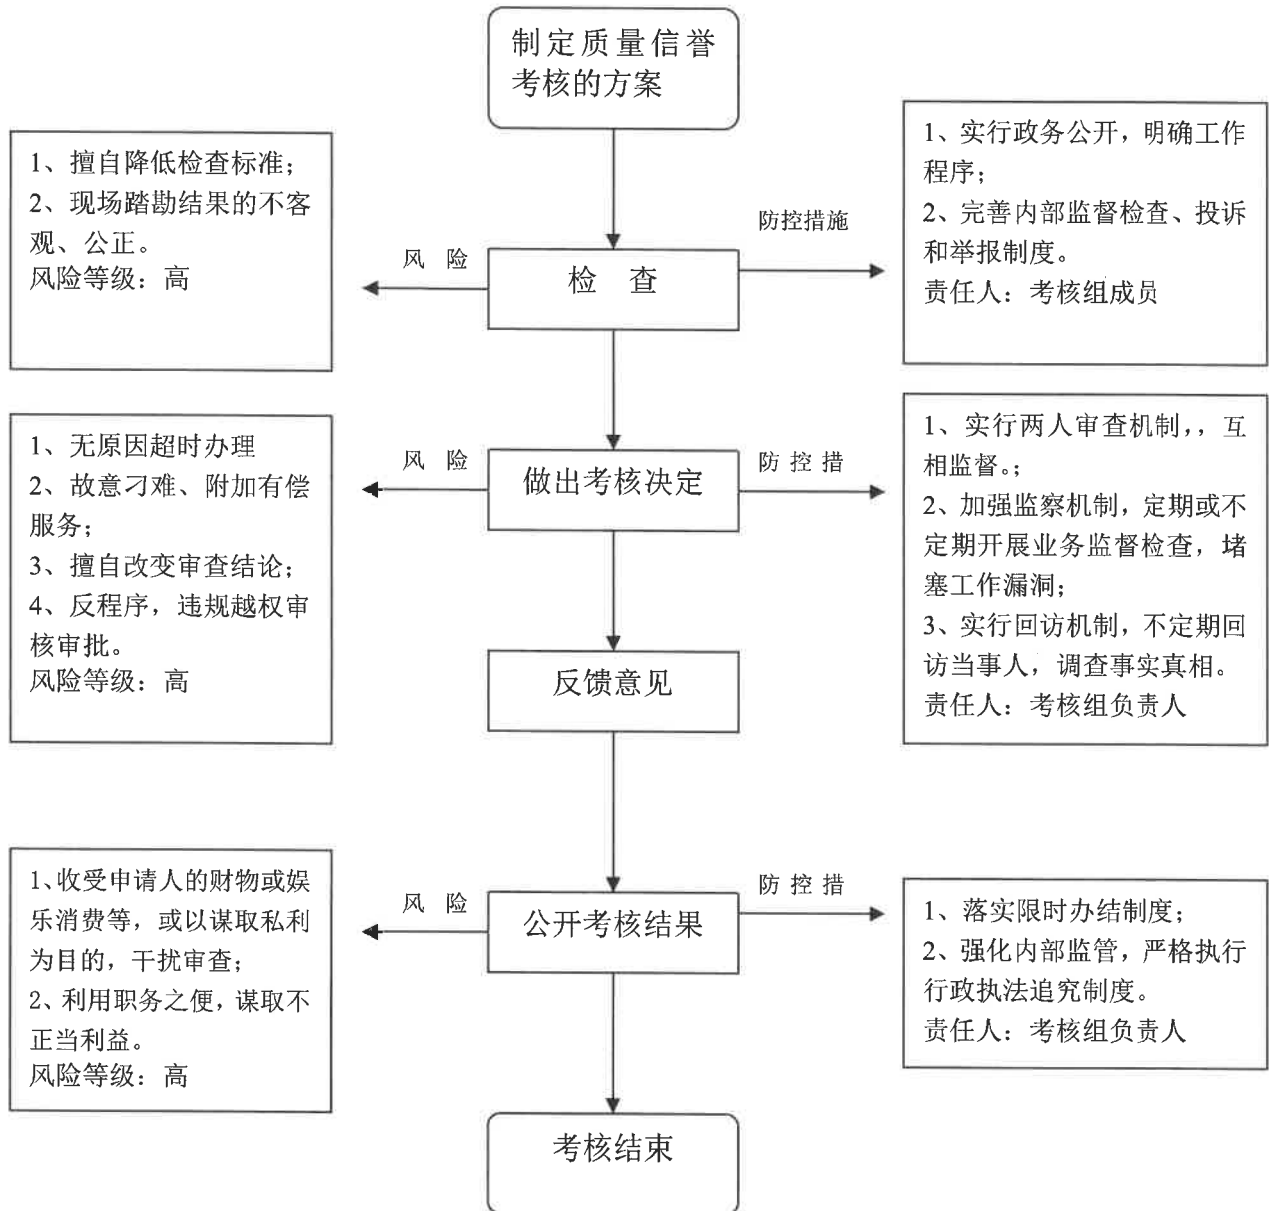 制定质量信誉
考核的方案
1、擅自降低检查标准；
2、现场踏勘结果的不客
观、公正。
风险等级：高
风 险
检 查
防控措施
1、实行政务公开，明确工作
程序；
2、完善内部监督检查、投诉
和举报制度。
责任人：考核组成员
1、无原因超时办理
2、故意刁难、附加有偿
服务；
3、擅自改变审查结论；
4、反程序，违规越权审
核审批。
风险等级：高
风 险
做出考核决定
防 控 措
1、实行两人审查机制，，互
相监督。；
2、加强监察机制，定期或不
定期开展业务监督检查，堵
塞工作漏洞；
3、实行回访机制，不定期回
访当事人，调查事实真相。
责任人：考核组负责人
反馈意见
1、收受申请人的财物或娱
乐消费等，或以谋取私利
为目的，干扰审查；
2、利用职务之便，谋取不
正当利益。
风险等级：高
风 险
公开考核结果
防 控 措
1、落实限时办结制度；
2、强化内部监管，严格执行
行政执法追究制度。
责任人：考核组负责人
考核结束